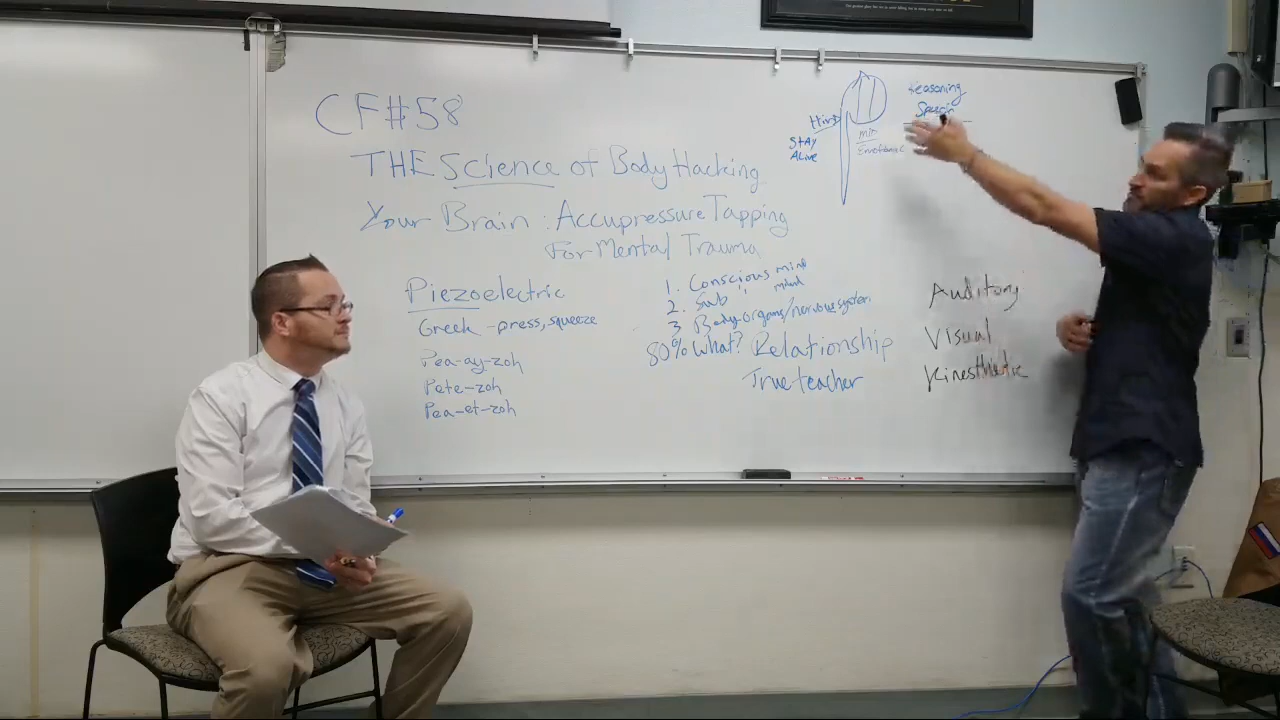 CF#58
THE Science of Body Hacking
Your Brain: Accupressure Tapping
For Mental Trauma
Piezoelectric
Greek - press, squeeze
Pea-ay-zoh
Pete-zoh
Pea-et-zoh
1. Conscious mind
2. Sub " mind
3 Body-organs/nervous system
80% What? Relationship
True teacher
Reasoning
Hind
Stay
Alive
Mid
Auditory
Visual
Kinesthetic